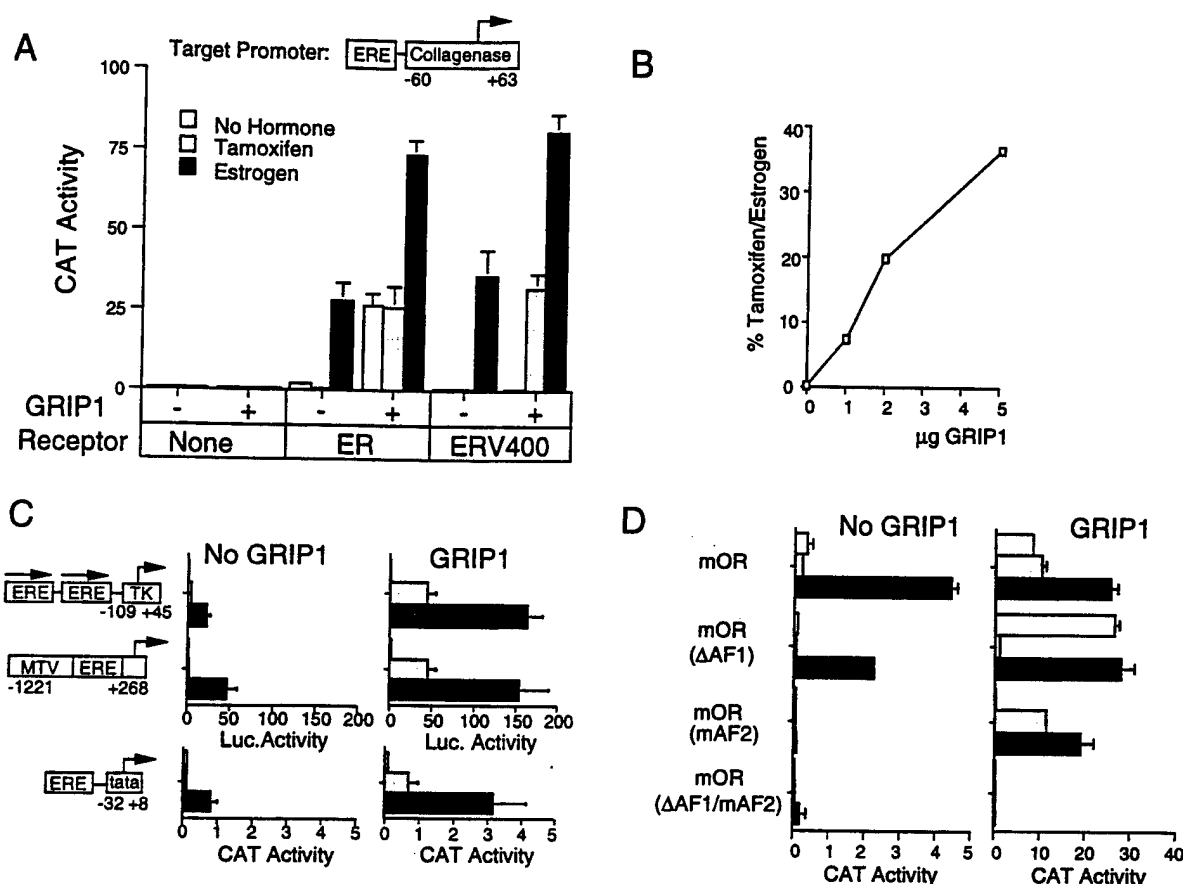 A
Target Promoter:
ERE
Collagenase
-60
+63
CAT Activity
100
75
50
25
0
No Hormone
Tamoxifen
Estrogen
GRIP1
- + - + - +
Receptor
None
ER
ERV400
B
% Tamoxifen/Estrogen
40
30
20
10
0
0 1 2 3 4 5
µg GRIP1
C
No GRIP1
GRIP1
ERE
ERE
TK
-109 +45
MTV
ERE
-1221
+268
0 50 100 150 200
Luc.Activity
0 50 100 150 200
Luc. Activity
ERE
tata
-32 +8
0 1 2 3 4 5
CAT Activity
0 1 2 3 4 5
CAT Activity
D
No GRIP1
GRIP1
mOR
mOR
(ΔAF1)
mOR
(mAF2)
mOR
(ΔAF1/mAF2)
0 1 2 3 4 5
CAT Activity
0 10 20 30 40
CAT Activity